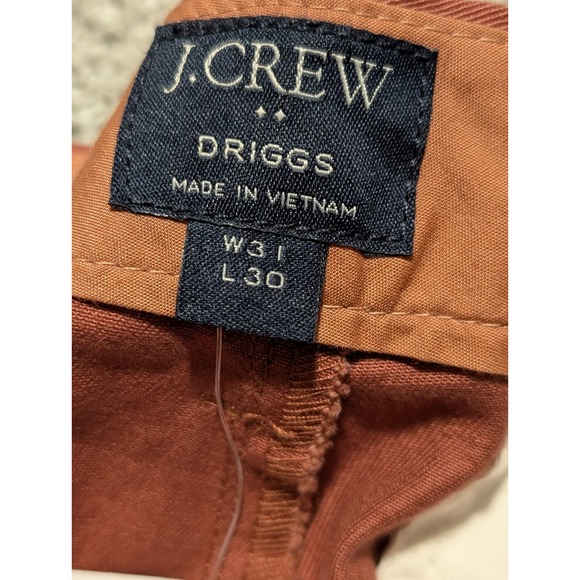 J.CREW
DRIGGS
MADE IN VIETNAM
W31
L30